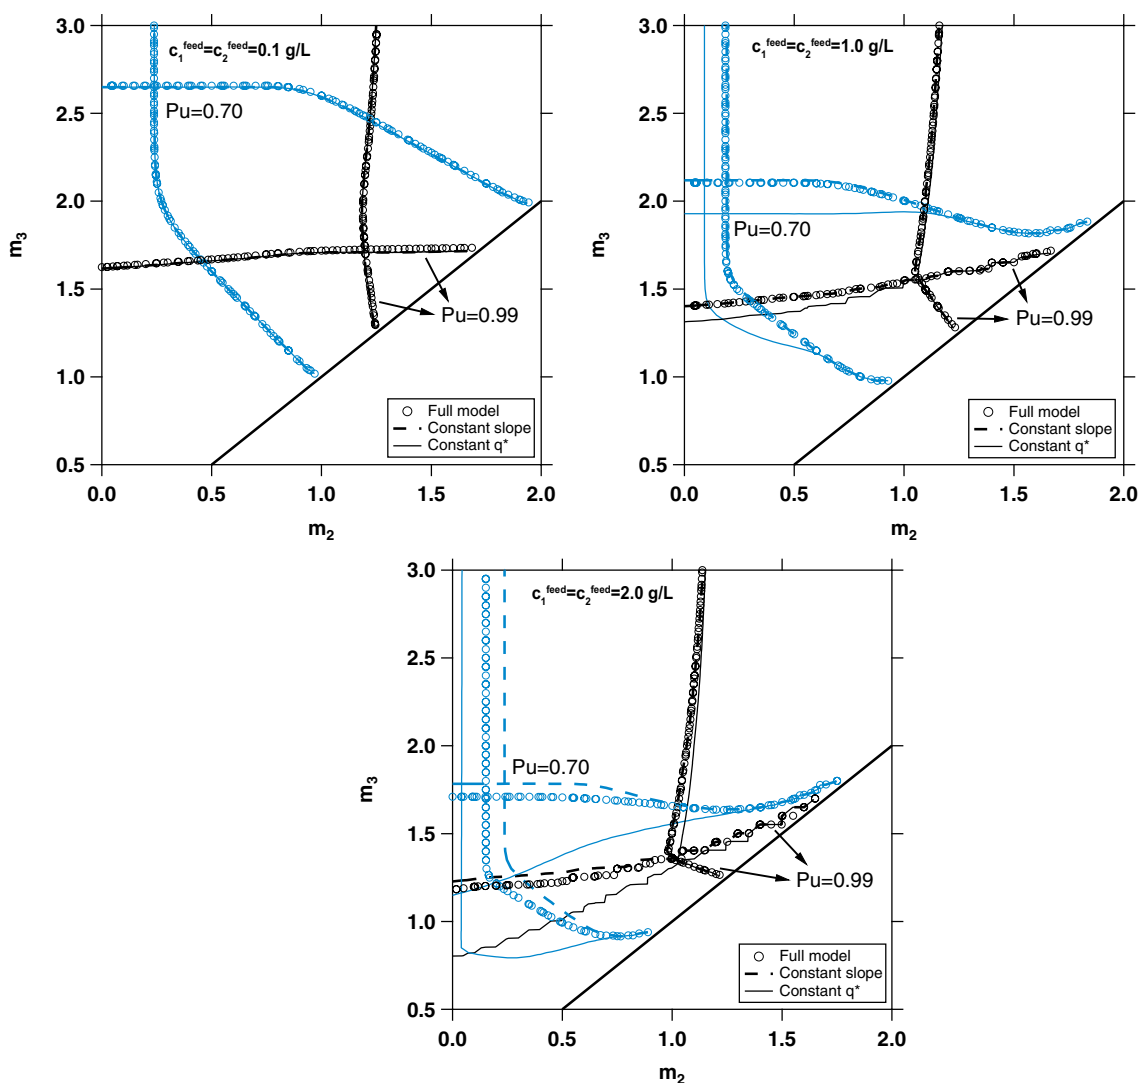 3.0
c₁ᶠᵉᵉᵈ=c₂ᶠᵉᵉᵈ=0.1 g/L
2.5
Pu=0.70
2.0
m₃
1.5
Pu=0.99
1.0
Full model
Constant slope
Constant q*
0.5
0.0 0.5 1.0 1.5 2.0
m₂
3.0
c₁ᶠᵉᵉᵈ=c₂ᶠᵉᵉᵈ=1.0 g/L
2.5
2.0
Pu=0.70
m₃
1.5
Pu=0.99
1.0
Full model
Constant slope
Constant q*
0.5
0.0 0.5 1.0 1.5 2.0
m₂
3.0
c₁ᶠᵉᵉᵈ=c₂ᶠᵉᵉᵈ=2.0 g/L
2.5
2.0
Pu=0.70
m₃
1.5
Pu=0.99
1.0
Full model
Constant slope
Constant q*
0.5
0.0 0.5 1.0 1.5 2.0
m₂